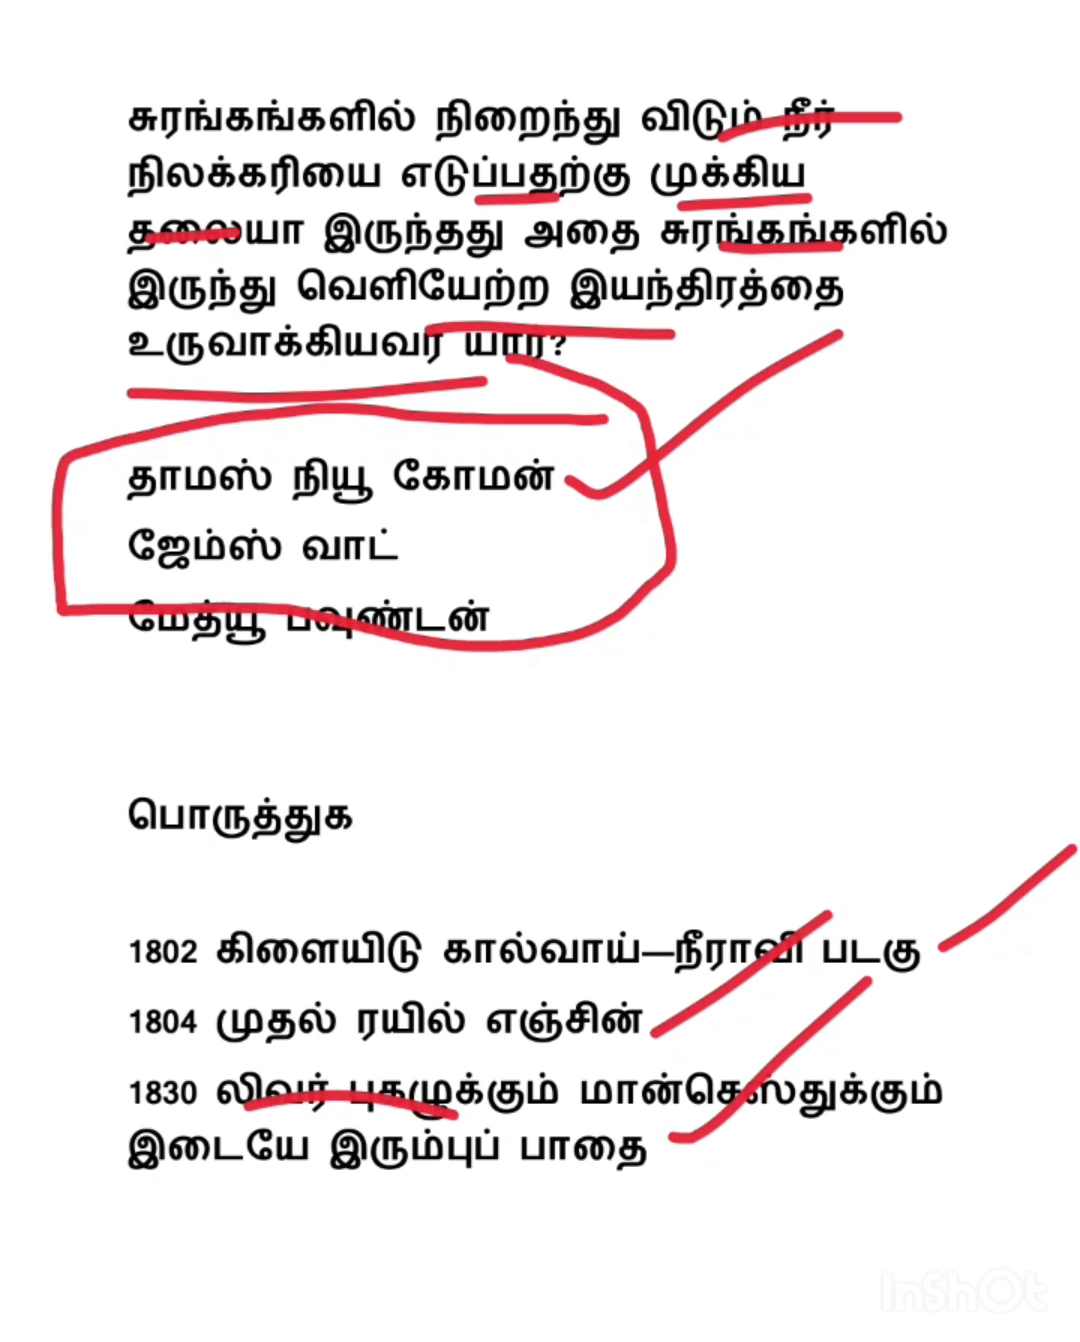 சுரங்கங்களில் நிறைந்து விடும் நீர்
நிலக்கரியை எடுப்பதற்கு முக்கிய
தலையா இருந்தது அதை சுரங்கங்களில்
இருந்து வெளியேற்ற இயந்திரத்தை
உருவாக்கியவர் யார்?
தாமஸ் நியூ கோமன்
ஜேம்ஸ் வாட்
மேத்யூ பவுண்டன்
பொருத்துக
1802 கிளையிடு கால்வாய்—நீராவி படகு
1804 முதல் ரயில் எஞ்சின்
1830 லிவர் புகழுக்கும் மான்செஸ்துக்கும்
இடையே இரும்புப் பாதை
InShOt